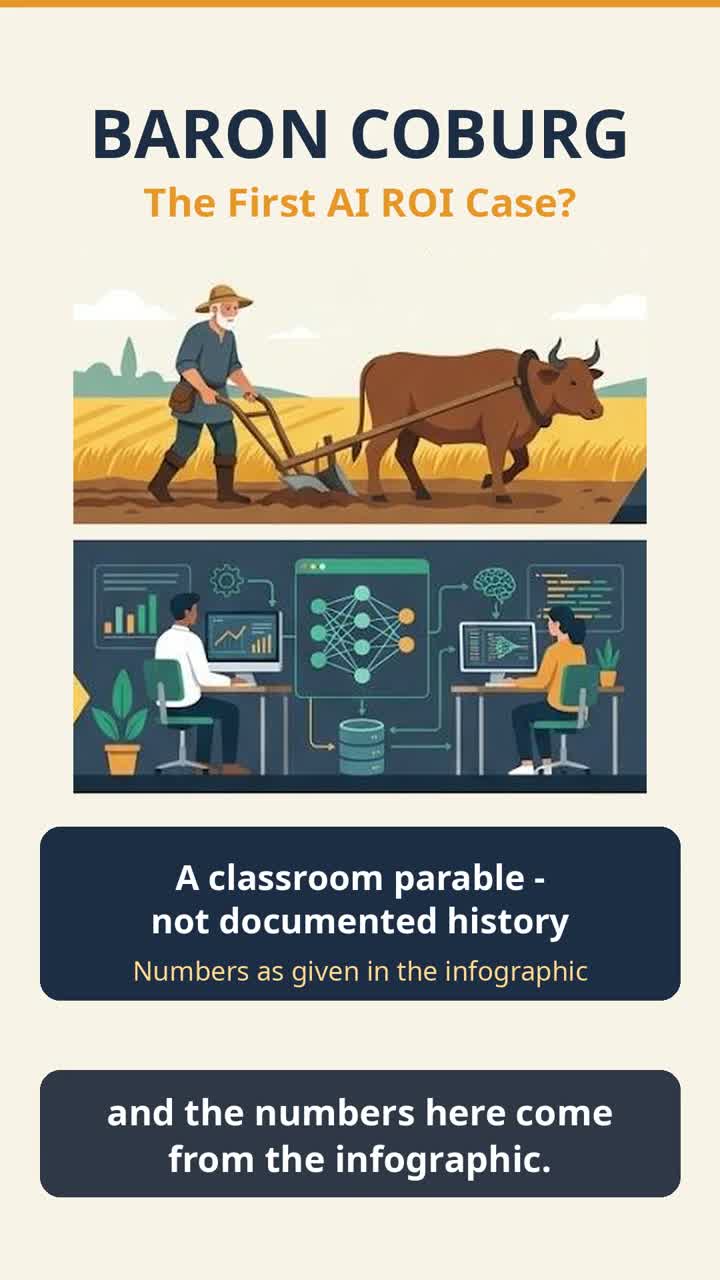 BARON COBURG
The First AI ROI Case?
A classroom parable -
not documented history
Numbers as given in the infographic
and the numbers here come
from the infographic.